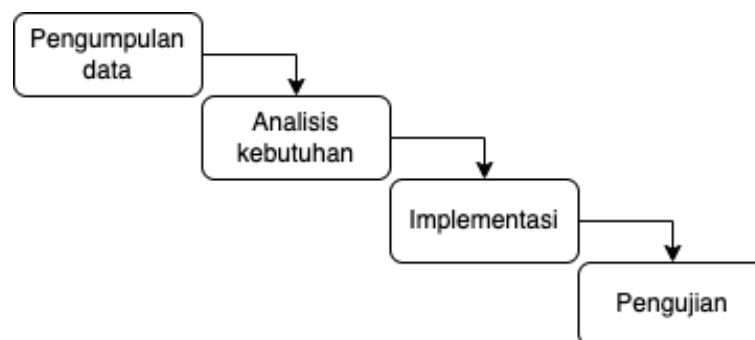 Pengumpulan
data
Analisis
kebutuhan
Implementasi
Pengujian